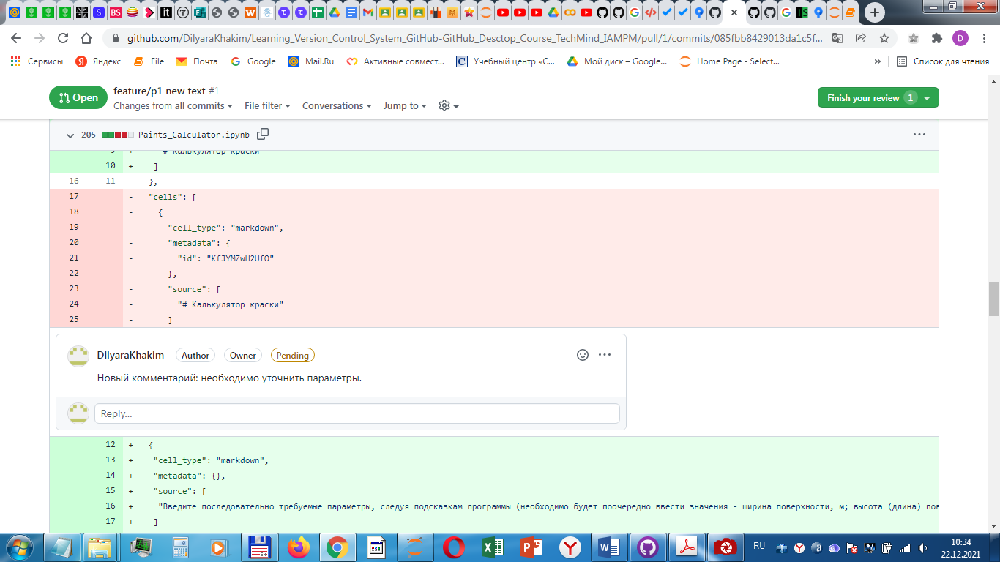 github.com/DilyaraKhakim/Learning_Version_Control_System_GitHub-GitHub_Desctop_Course_TechMind_IAMPM/pull/1/commits/085fbb8429013da1c5f...
D
Сервисы Яндекс File Почта Google Mail.Ru Активные совмест... Учебный центр «С... Мой диск – Google... Home Page - Select... » Список для чтения
Open feature/p1 new text #1 Finish your review 1
Changes from all commits File filter Conversations Jump to
205 Paints_Calculator.ipynb
9 + "# Калькулятор краски"
10 + ]
16 11 },
17 - "cells": [
18 - {
19 - "cell_type": "markdown",
20 - "metadata": {
21 - "id": "KfJYMZwH2UfO"
22 - },
23 - "source": [
24 - "# Калькулятор краски"
25 - ]
DilyaraKhakim Author Owner Pending
Новый комментарий: необходимо уточнить параметры.
Reply...
12 + {
13 + "cell_type": "markdown",
14 + "metadata": {},
15 + "source": [
16 + "Введите последовательно требуемые параметры, следуя подсказкам программы (необходимо будет поочередно ввести значения - ширина поверхности, м; высота (длина) пов
17 + ]
RU 10:34
22.12.2021